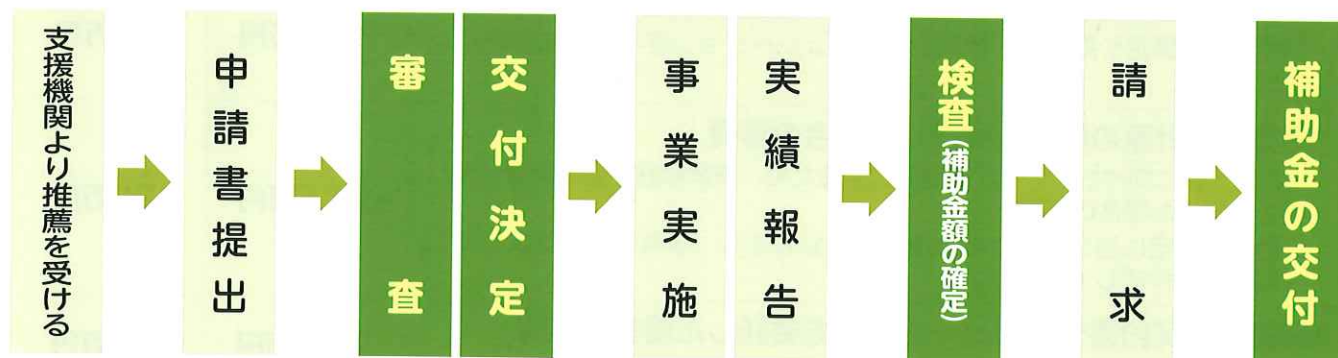 支援機関より推薦を受ける
申請書提出
審査
交付決定
事業実施
実績報告
検査(補助金額の確定)
請求
補助金の交付